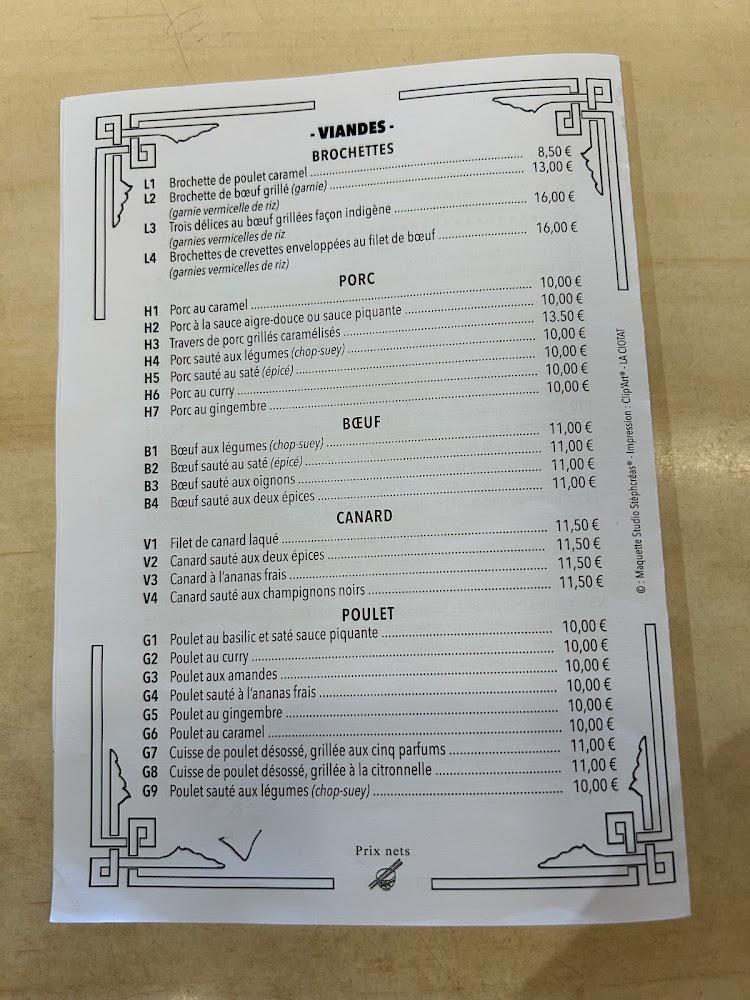 - VIANDES -
BROCHETTES
L1 Brochette de poulet caramel 8,50 €
L2 Brochette de bœuf grillé (garnie) 13,00 €
(garnie vermicelle de riz)
L3 Trois délices au bœuf grillées façon indigène 16,00 €
(garnies vermicelles de riz
L4 Brochettes de crevettes enveloppées au filet de bœuf 16,00 €
(garnies vermicelles de riz)
PORC
H1 Porc au caramel 10,00 €
H2 Porc à la sauce aigre-douce ou sauce piquante 10,00 €
H3 Travers de porc grillés caramélisés 13.50 €
H4 Porc sauté aux légumes (chop-suey) 10,00 €
H5 Porc sauté au saté (épicé) 10,00 €
H6 Porc au curry 10,00 €
H7 Porc au gingembre 10,00 €
BŒUF
B1 Bœuf aux légumes (chop-suey) 11,00 €
B2 Bœuf sauté au saté (épicé) 11,00 €
B3 Bœuf sauté aux oignons 11,00 €
B4 Bœuf sauté aux deux épices 11,00 €
CANARD
V1 Filet de canard laqué 11,50 €
V2 Canard sauté aux deux épices 11,50 €
V3 Canard à l'ananas frais 11,50 €
V4 Canard sauté aux champignons noirs 11,50 €
POULET
G1 Poulet au basilic et saté sauce piquante 10,00 €
G2 Poulet au curry 10,00 €
G3 Poulet aux amandes 10,00 €
G4 Poulet sauté à l'ananas frais 10,00 €
G5 Poulet au gingembre 10,00 €
G6 Poulet au caramel 10,00 €
G7 Cuisse de poulet désossé, grillée aux cinq parfums 11,00 €
G8 Cuisse de poulet désossé, grillée à la citronnelle 11,00 €
G9 Poulet sauté aux légumes (chop-suey) 10,00 €
Prix nets
© : Maquette Studio Stéphcréas® - Impression : Clip'Art® - LA CIOTAT